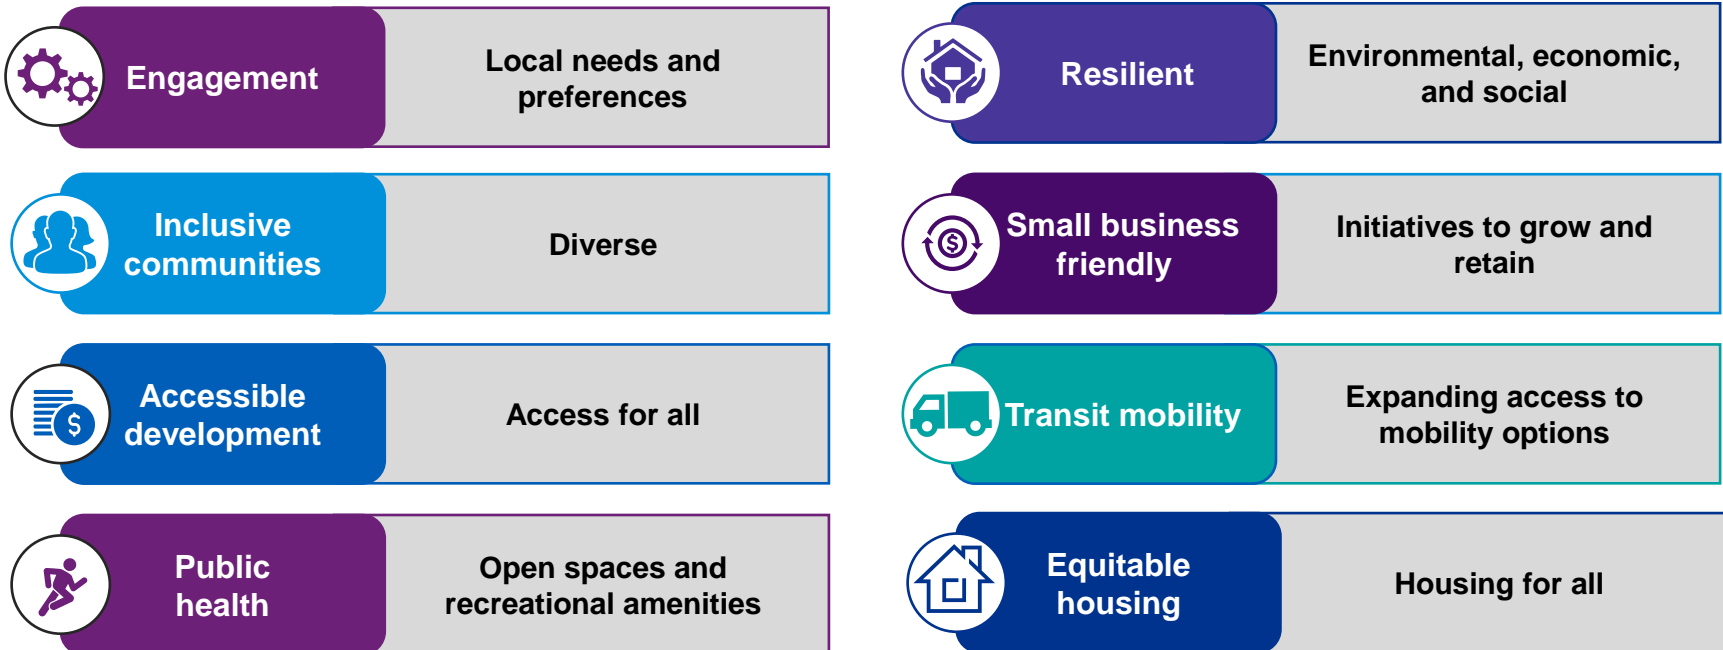 Engagement
Local needs and
preferences
Inclusive
communities
Diverse
Accessible
development
Access for all
Public
health
Open spaces and
recreational amenities
Resilient
Environmental, economic,
and social
Small business
friendly
Initiatives to grow and
retain
Transit mobility
Expanding access to
mobility options
Equitable
housing
Housing for all